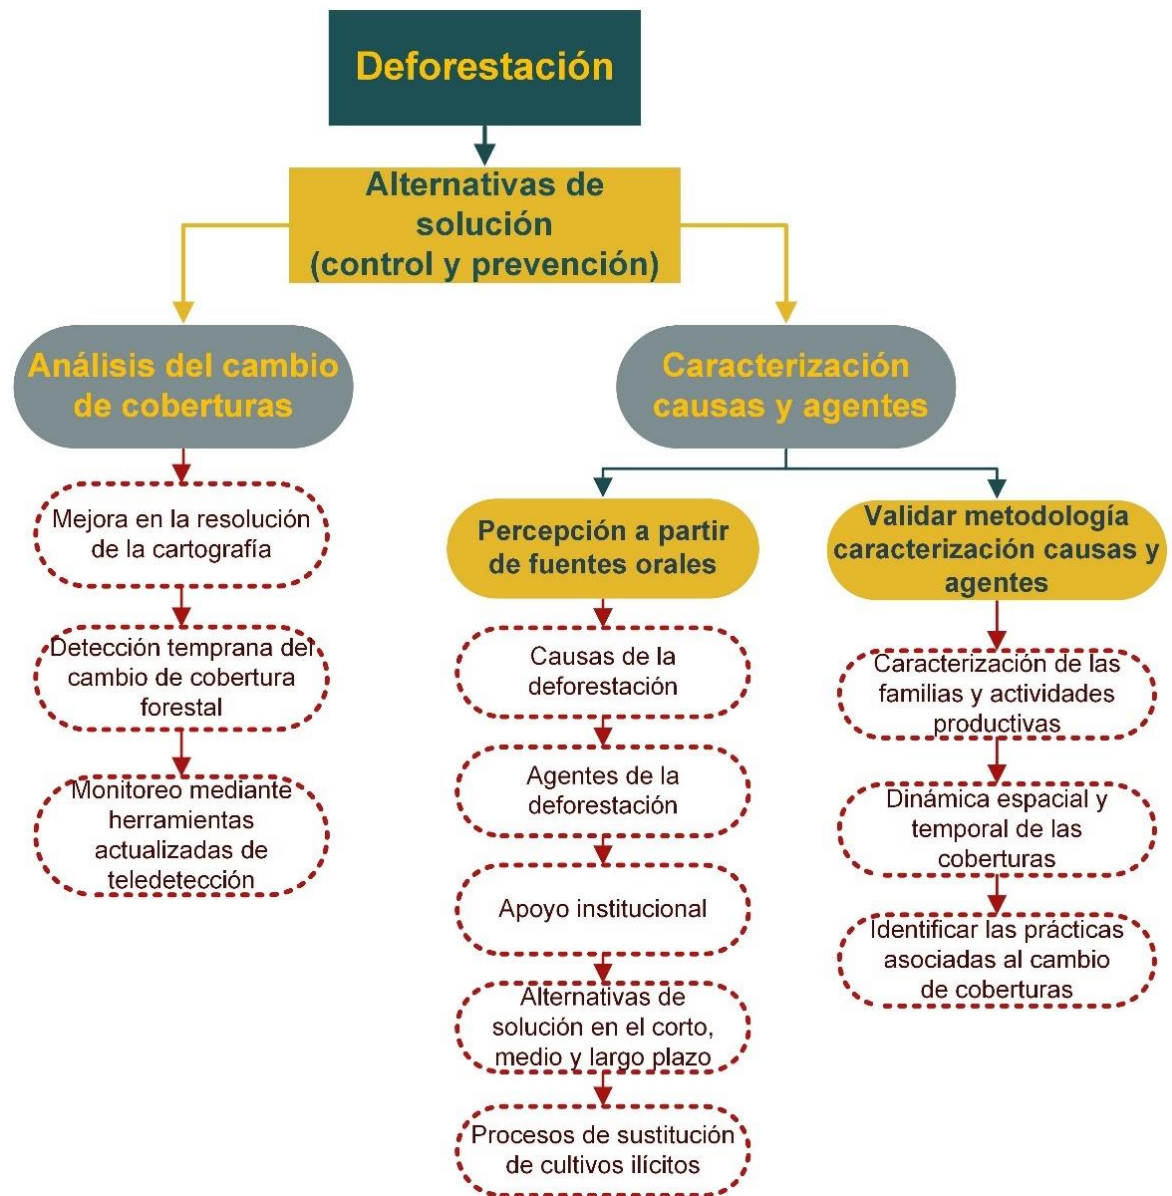 Deforestación
Alternativas de
solución
(control y prevención)
Análisis del cambio
de coberturas
Mejora en la resolución
de la cartografía
Detección temprana del
cambio de cobertura
forestal
Monitoreo mediante
herramientas
actualizadas de
teledetección
Caracterización
causas y agentes
Percepción a partir
de fuentes orales
Causas de la
deforestación
Agentes de la
deforestación
Apoyo institucional
Alternativas de
solución en el corto,
medio y largo plazo
Procesos de sustitución
de cultivos ilícitos
Validar metodología
caracterización causas y
agentes
Caracterización de las
familias y actividades
productivas
Dinámica espacial y
temporal de las
coberturas
Identificar las prácticas
asociadas al cambio
de coberturas